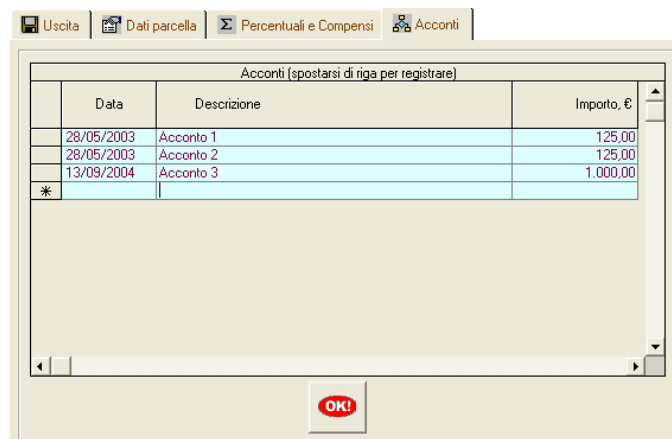 Uscita Dati parcella Σ Percentuali e Compensi Acconti
Acconti (spostarsi di riga per registrare)
Data Descrizione Importo, €
28/05/2003 Acconto 1 125,00
28/05/2003 Acconto 2 125,00
13/09/2004 Acconto 3 1.000,00
*
OK!